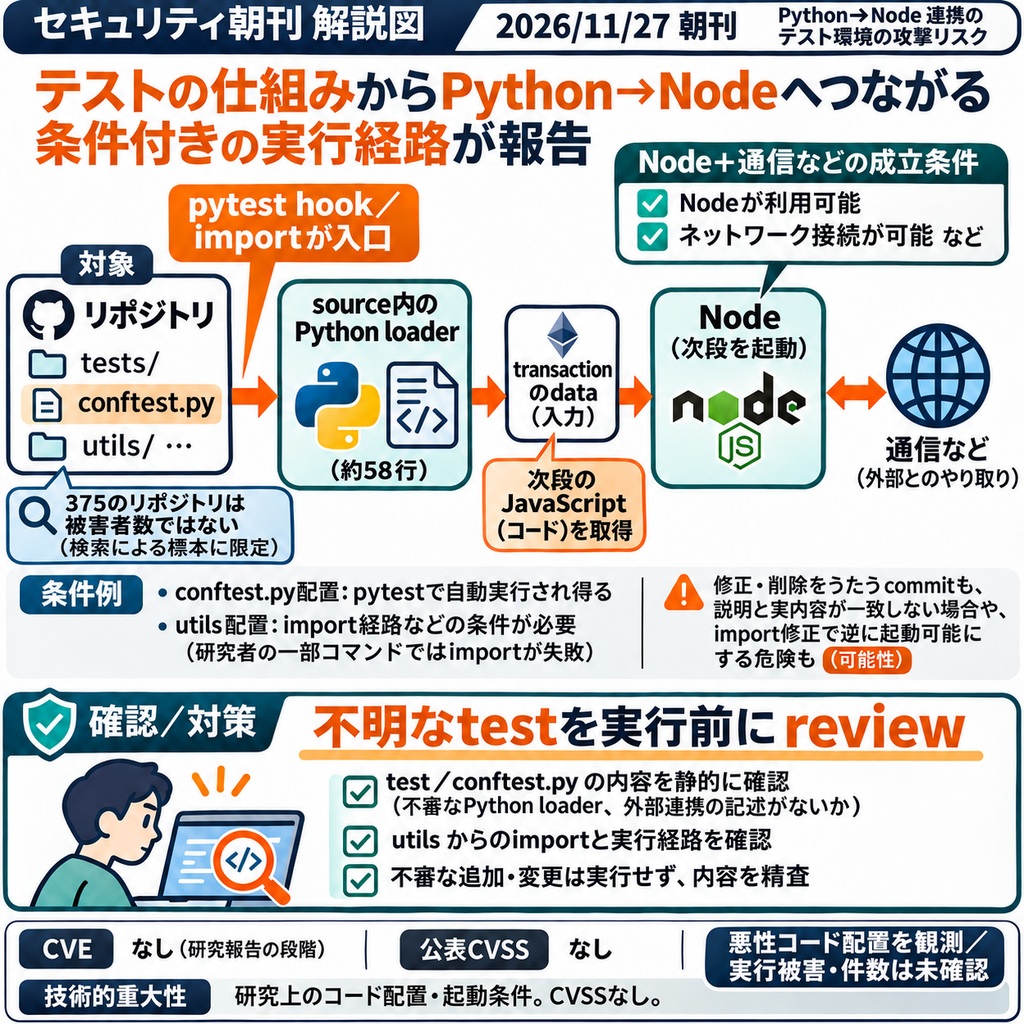 セキュリティ朝刊 解説図
2026/11/27 朝刊
Python→Node 連携の
テスト環境の攻撃リスク
テストの仕組みからPython→Nodeへつながる
条件付きの実行経路が報告
Node＋通信などの成立条件
Nodeが利用可能
ネットワーク接続が可能 など
pytest hook／
importが入口
対象
リポジトリ
tests/
conftest.py
utils/ …
source内の
Python loader
</>
（約58行）
transaction
のdata
（入力）
次段の
JavaScript
（コード）を取得
Node
（次段を起動）
node
JS
通信など
（外部とのやり取り）
375のリポジトリは
被害者数ではない
（検索による標本に限定）
条件例
• conftest.py配置：pytestで自動実行され得る
• utils配置：import経路などの条件が必要
（研究者の一部コマンドではimportが失敗）
修正・削除をうたうcommitも、
説明と実内容が一致しない場合や、
import修正で逆に起動可能に
する危険も（可能性）
確認／対策
不明なtestを実行前に review
</>
test／conftest.py の内容を静的に確認
（不審なPython loader、外部連携の記述がないか）
utils からのimportと実行経路を確認
不審な追加・変更は実行せず、内容を精査
CVE なし（研究報告の段階）
公表CVSS なし
悪性コード配置を観測／
実行被害・件数は未確認
技術的重大性 研究上のコード配置・起動条件。CVSSなし。